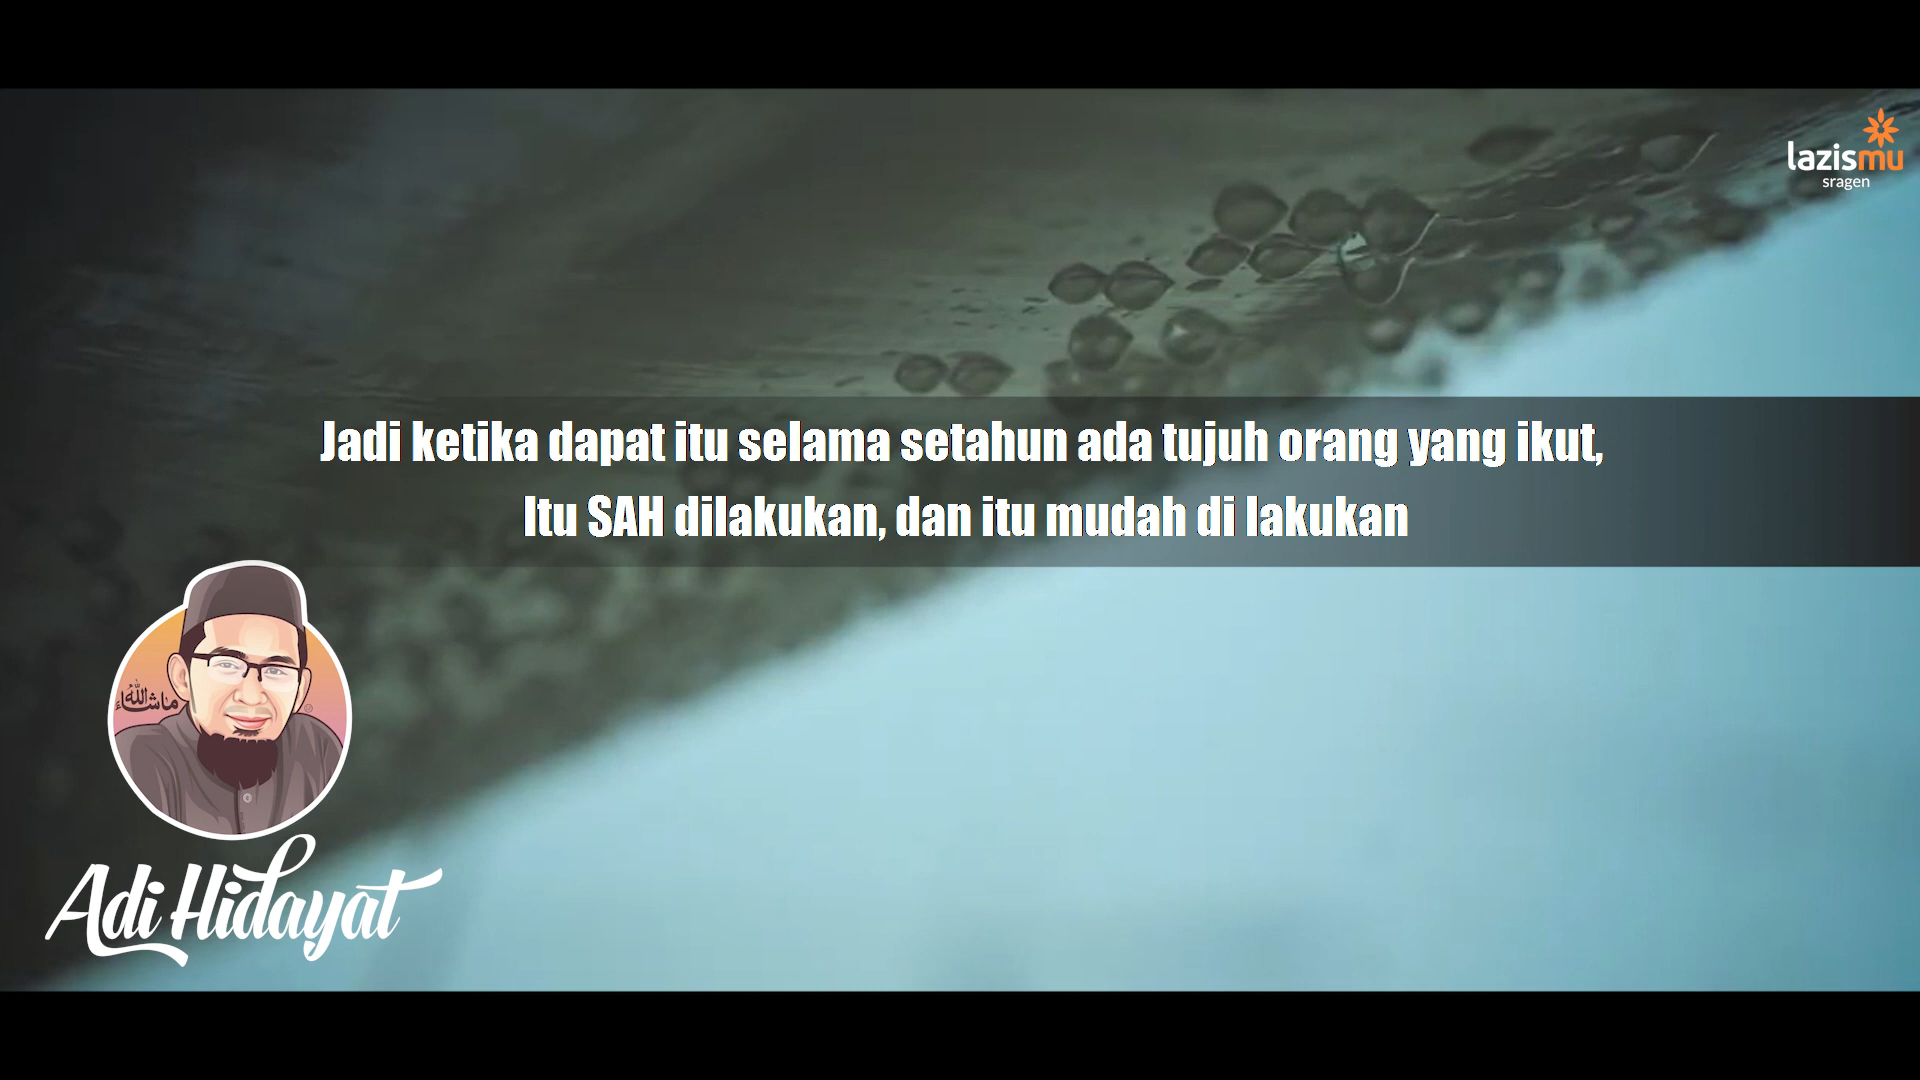 lazismu
sragen
Jadi ketika dapat itu selama setahun ada tujuh orang yang ikut,
Itu SAH dilakukan, dan itu mudah di lakukan
ماشاءالله
Adi Hidayat